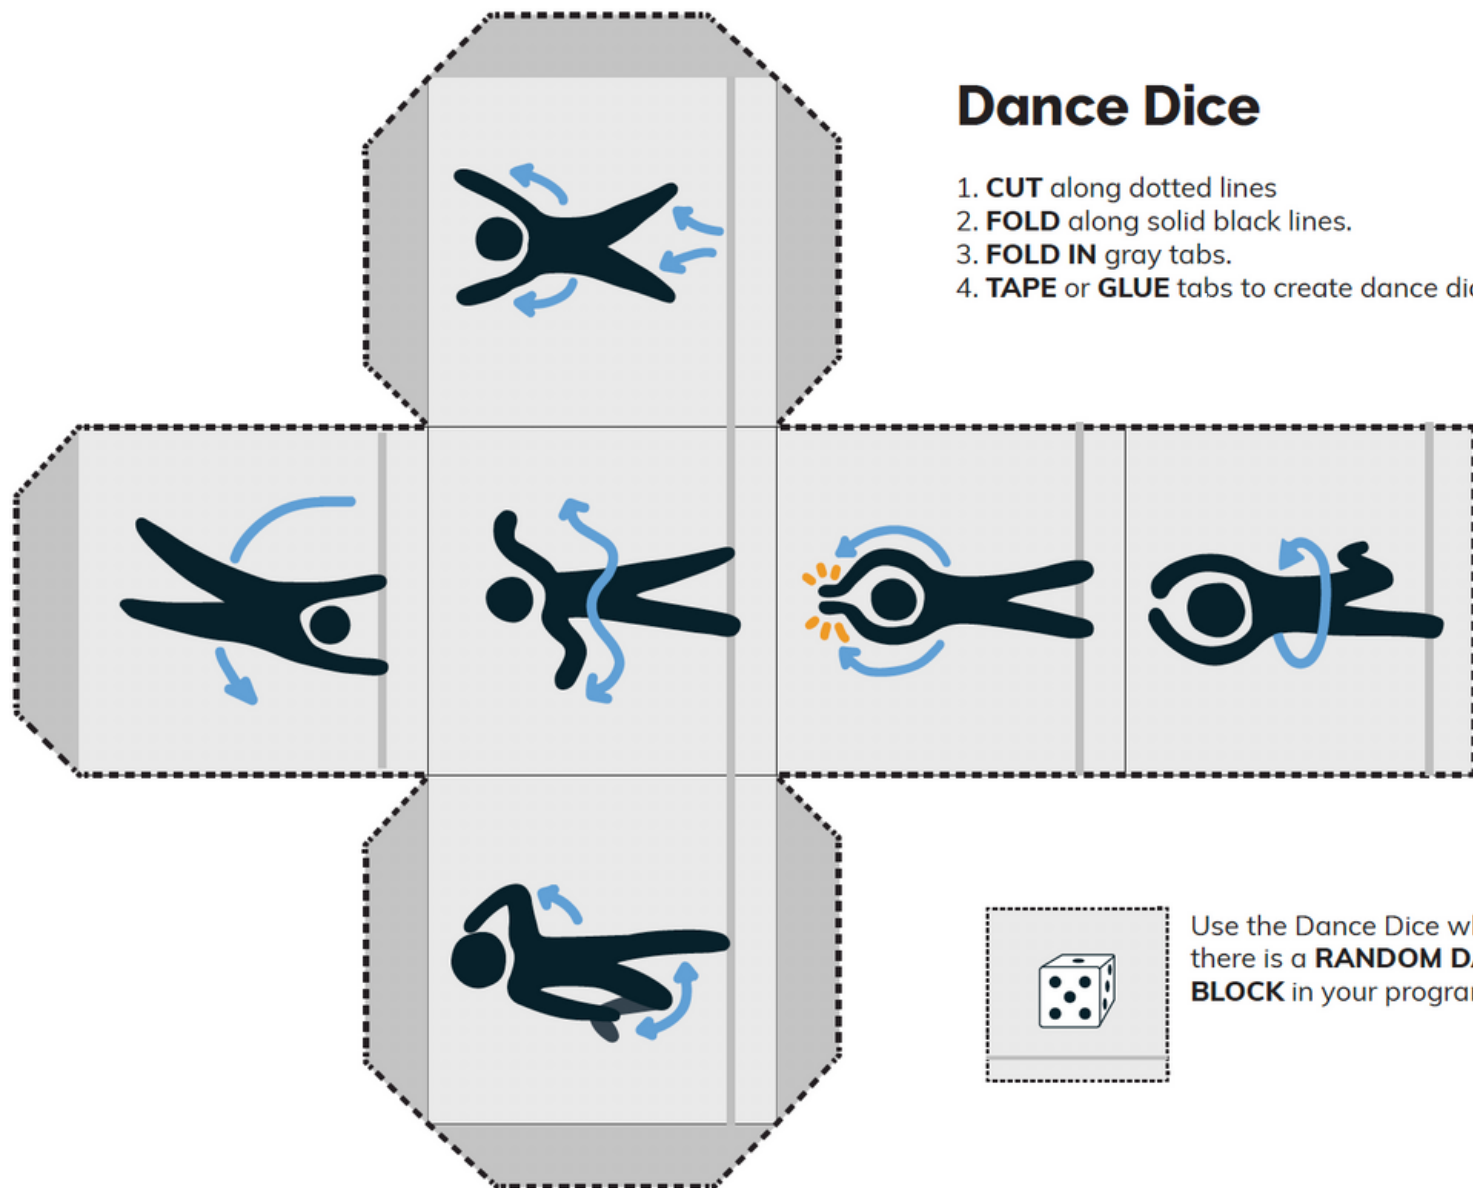 Dance Dice
1. CUT along dotted lines
2. FOLD along solid black lines.
3. FOLD IN gray tabs.
4. TAPE or GLUE tabs to create dance
Use the Dance Dice
there is a RANDOM
BLOCK in your